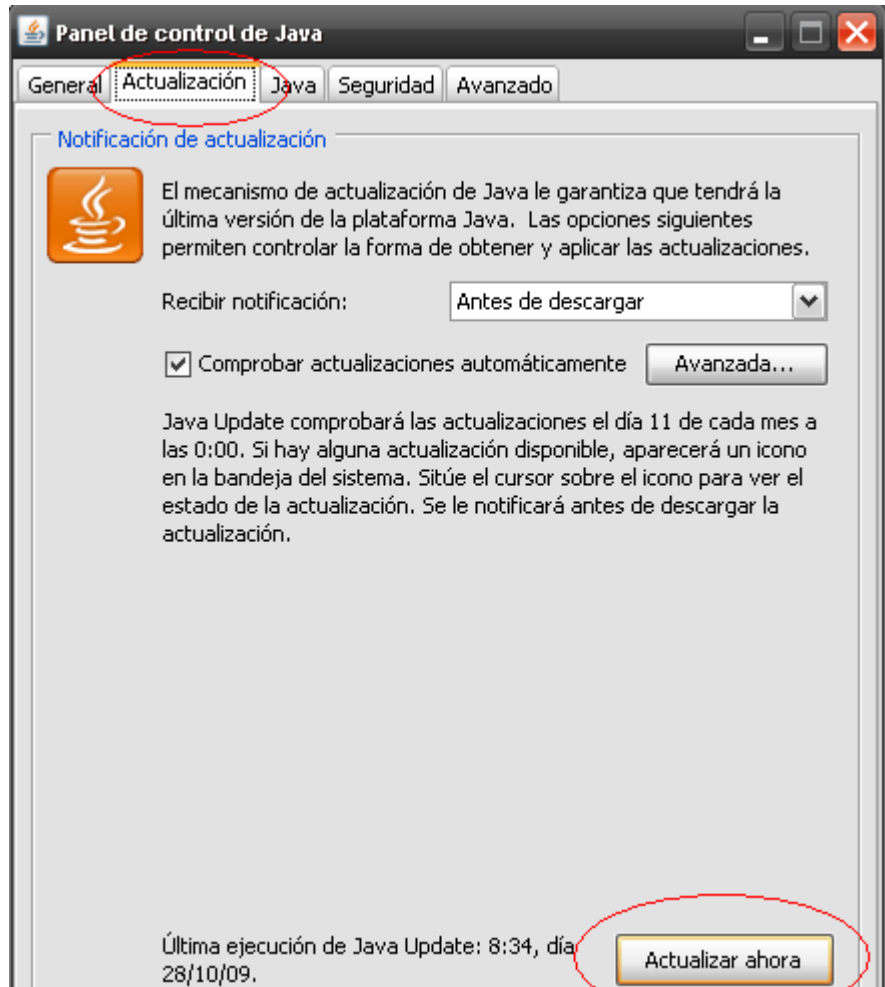 Panel de control de Java
General Actualización Java Seguridad Avanzado
Notificación de actualización
El mecanismo de actualización de Java le garantiza que tendrá la
última versión de la plataforma Java. Las opciones siguientes
permiten controlar la forma de obtener y aplicar las actualizaciones.
Recibir notificación: Antes de descargar
Comprobar actualizaciones automáticamente Avanzada...
Java Update comprobará las actualizaciones el día 11 de cada mes a
las 0:00. Si hay alguna actualización disponible, aparecerá un icono
en la bandeja del sistema. Sitúe el cursor sobre el icono para ver el
estado de la actualización. Se le notificará antes de descargar la
actualización.
Última ejecución de Java Update: 8:34, día
28/10/09.
Actualizar ahora